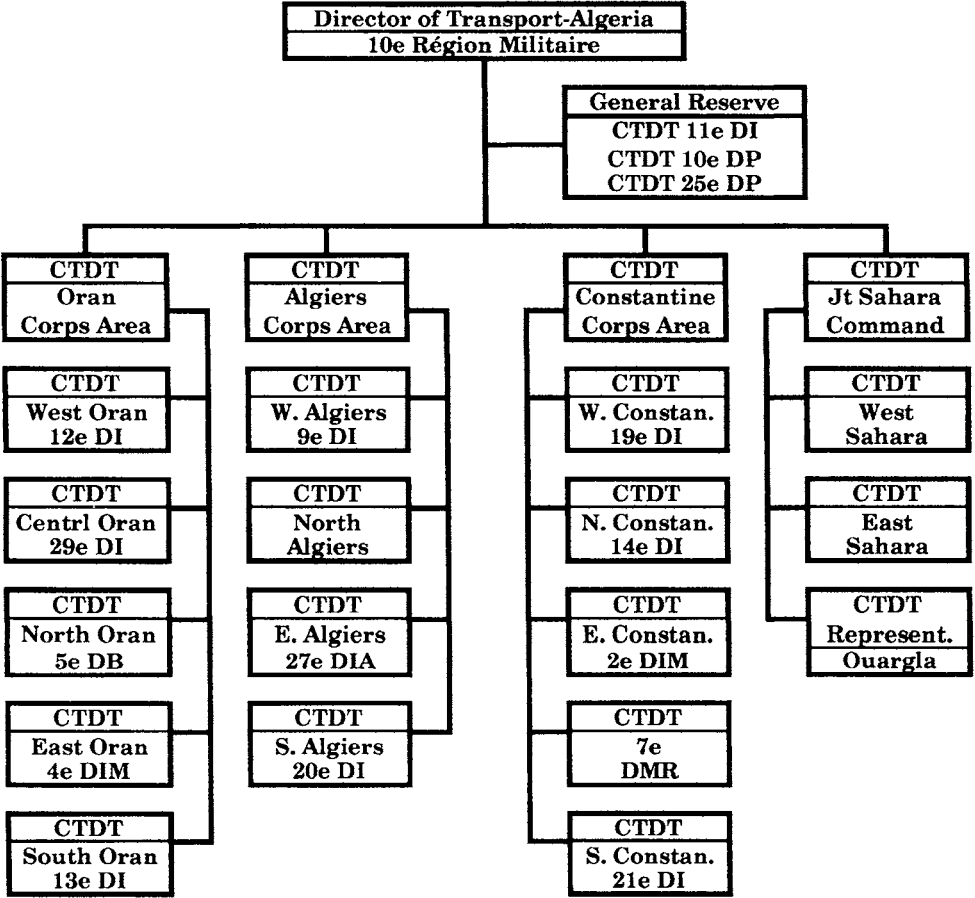 Director of Transport-Algeria
10e Région Militaire
General Reserve
CTDT 11e DI
CTDT 10e DP
CTDT 25e DP
CTDT
Oran
Corps Area
CTDT
West Oran
12e DI
CTDT
Centrl Oran
29e DI
CTDT
North Oran
5e DB
CTDT
East Oran
4e DIM
CTDT
South Oran
13e DI
CTDT
Algiers
Corps Area
CTDT
W. Algiers
9e DI
CTDT
North
Algiers
CTDT
E. Algiers
27e DIA
CTDT
S. Algiers
20e DI
CTDT
Constantine
Corps Area
CTDT
W. Constan.
19e DI
CTDT
N. Constan.
14e DI
CTDT
E. Constan.
2e DIM
CTDT
7e
DMR
CTDT
S. Constan.
21e DI
CTDT
Jt Sahara
Command
CTDT
West
Sahara
CTDT
East
Sahara
CTDT
Represent.
Ouargla